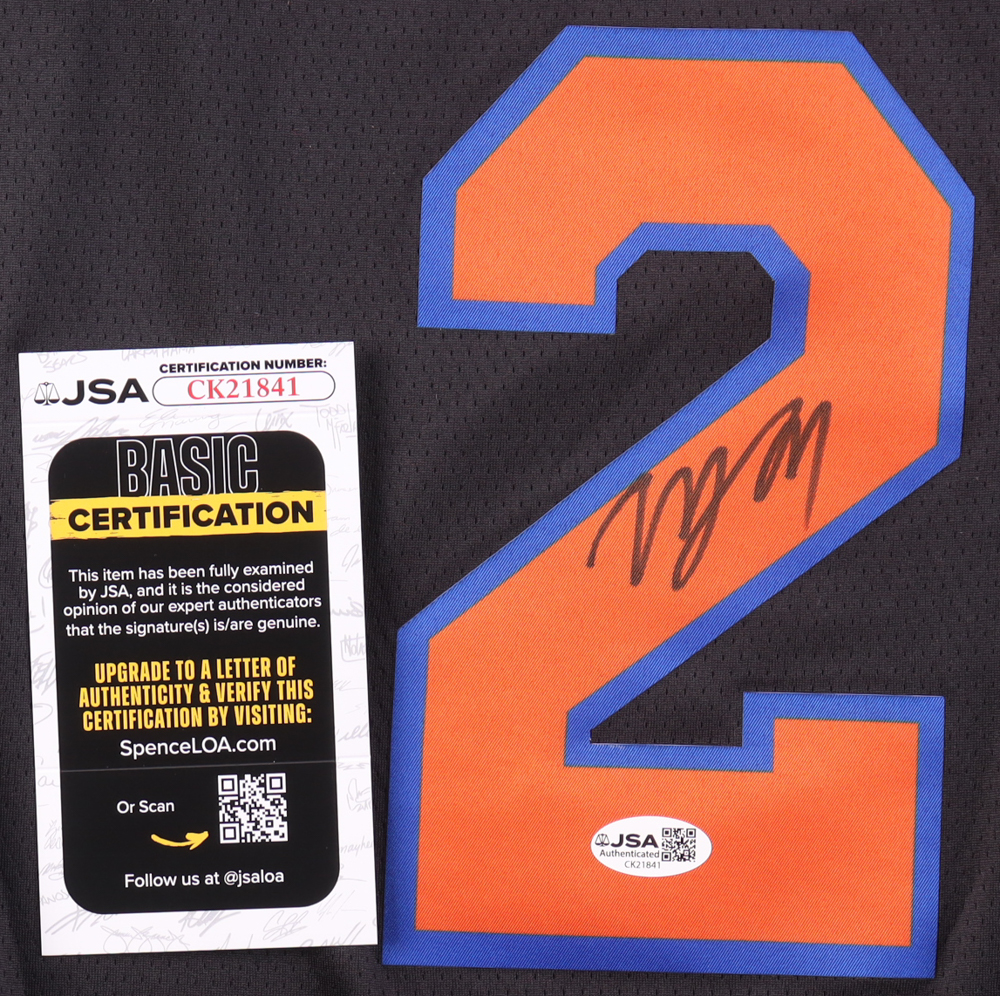 JSA
CERTIFICATION NUMBER:
CK21841
BASIC
CERTIFICATION
This item has been fully examined
by JSA, and it is the considered
opinion of our expert authenticators
that the signature(s) is/are genuine.
UPGRADE TO A LETTER OF
AUTHENTICITY & VERIFY THIS
CERTIFICATION BY VISITING:
SpenceLOA.com
Or Scan
Follow us at @jsaloa
2
JSA
Authenticated
CK21841